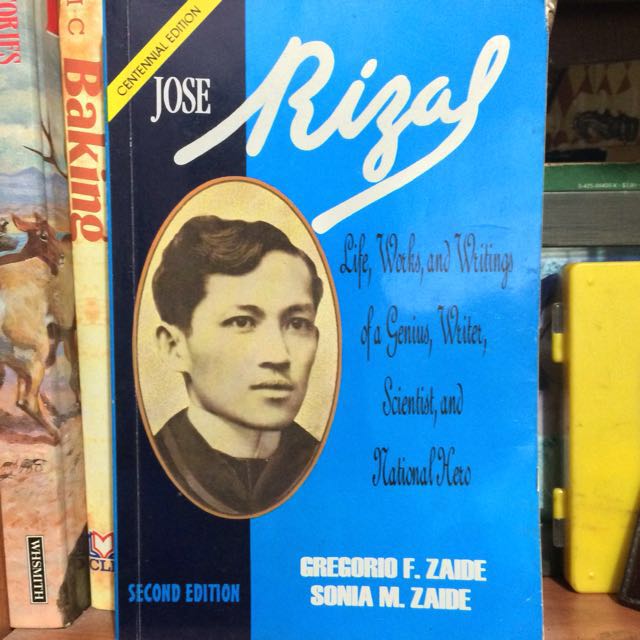 CENTENNIAL EDITION
JOSE
Rizal
Life, Works, and Writings
of a Genius, Writer,
Scientist, and
National Hero
GREGORIO F. ZAIDE
SONIA M. ZAIDE
SECOND EDITION
Baking
WHSMITH